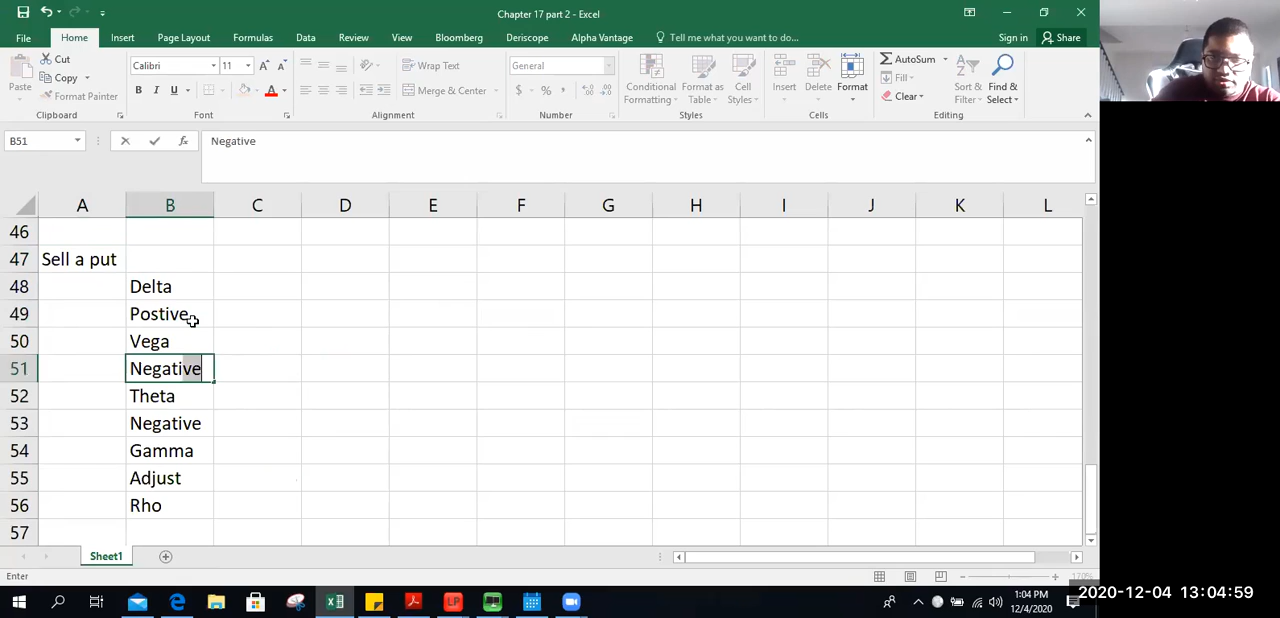 Chapter 17 part 2 - Excel
File Home Insert Page Layout Formulas Data Review View Bloomberg Deriscope Alpha Vantage Tell me what you want to do... Sign in Share
Cut
Copy
Format Painter
Paste
Clipboard
Calibri 11
B I U
Font
Wrap Text
Merge & Center
Alignment
General
$ % ,
Number
Conditional Formatting
Format as Table
Cell Styles
Styles
Insert Delete Format
Cells
AutoSum
Fill
Clear
Sort & Filter
Find & Select
Editing
B51 fx Negative
A B C D E F G H I J K L
46
47 Sell a put
48 Delta
49 Postive
50 Vega
51 Negative
52 Theta
53 Negative
54 Gamma
55 Adjust
56 Rho
57
Sheet1
Enter 170%
1:04 PM
12/4/2020
2020-12-04 13:04:59